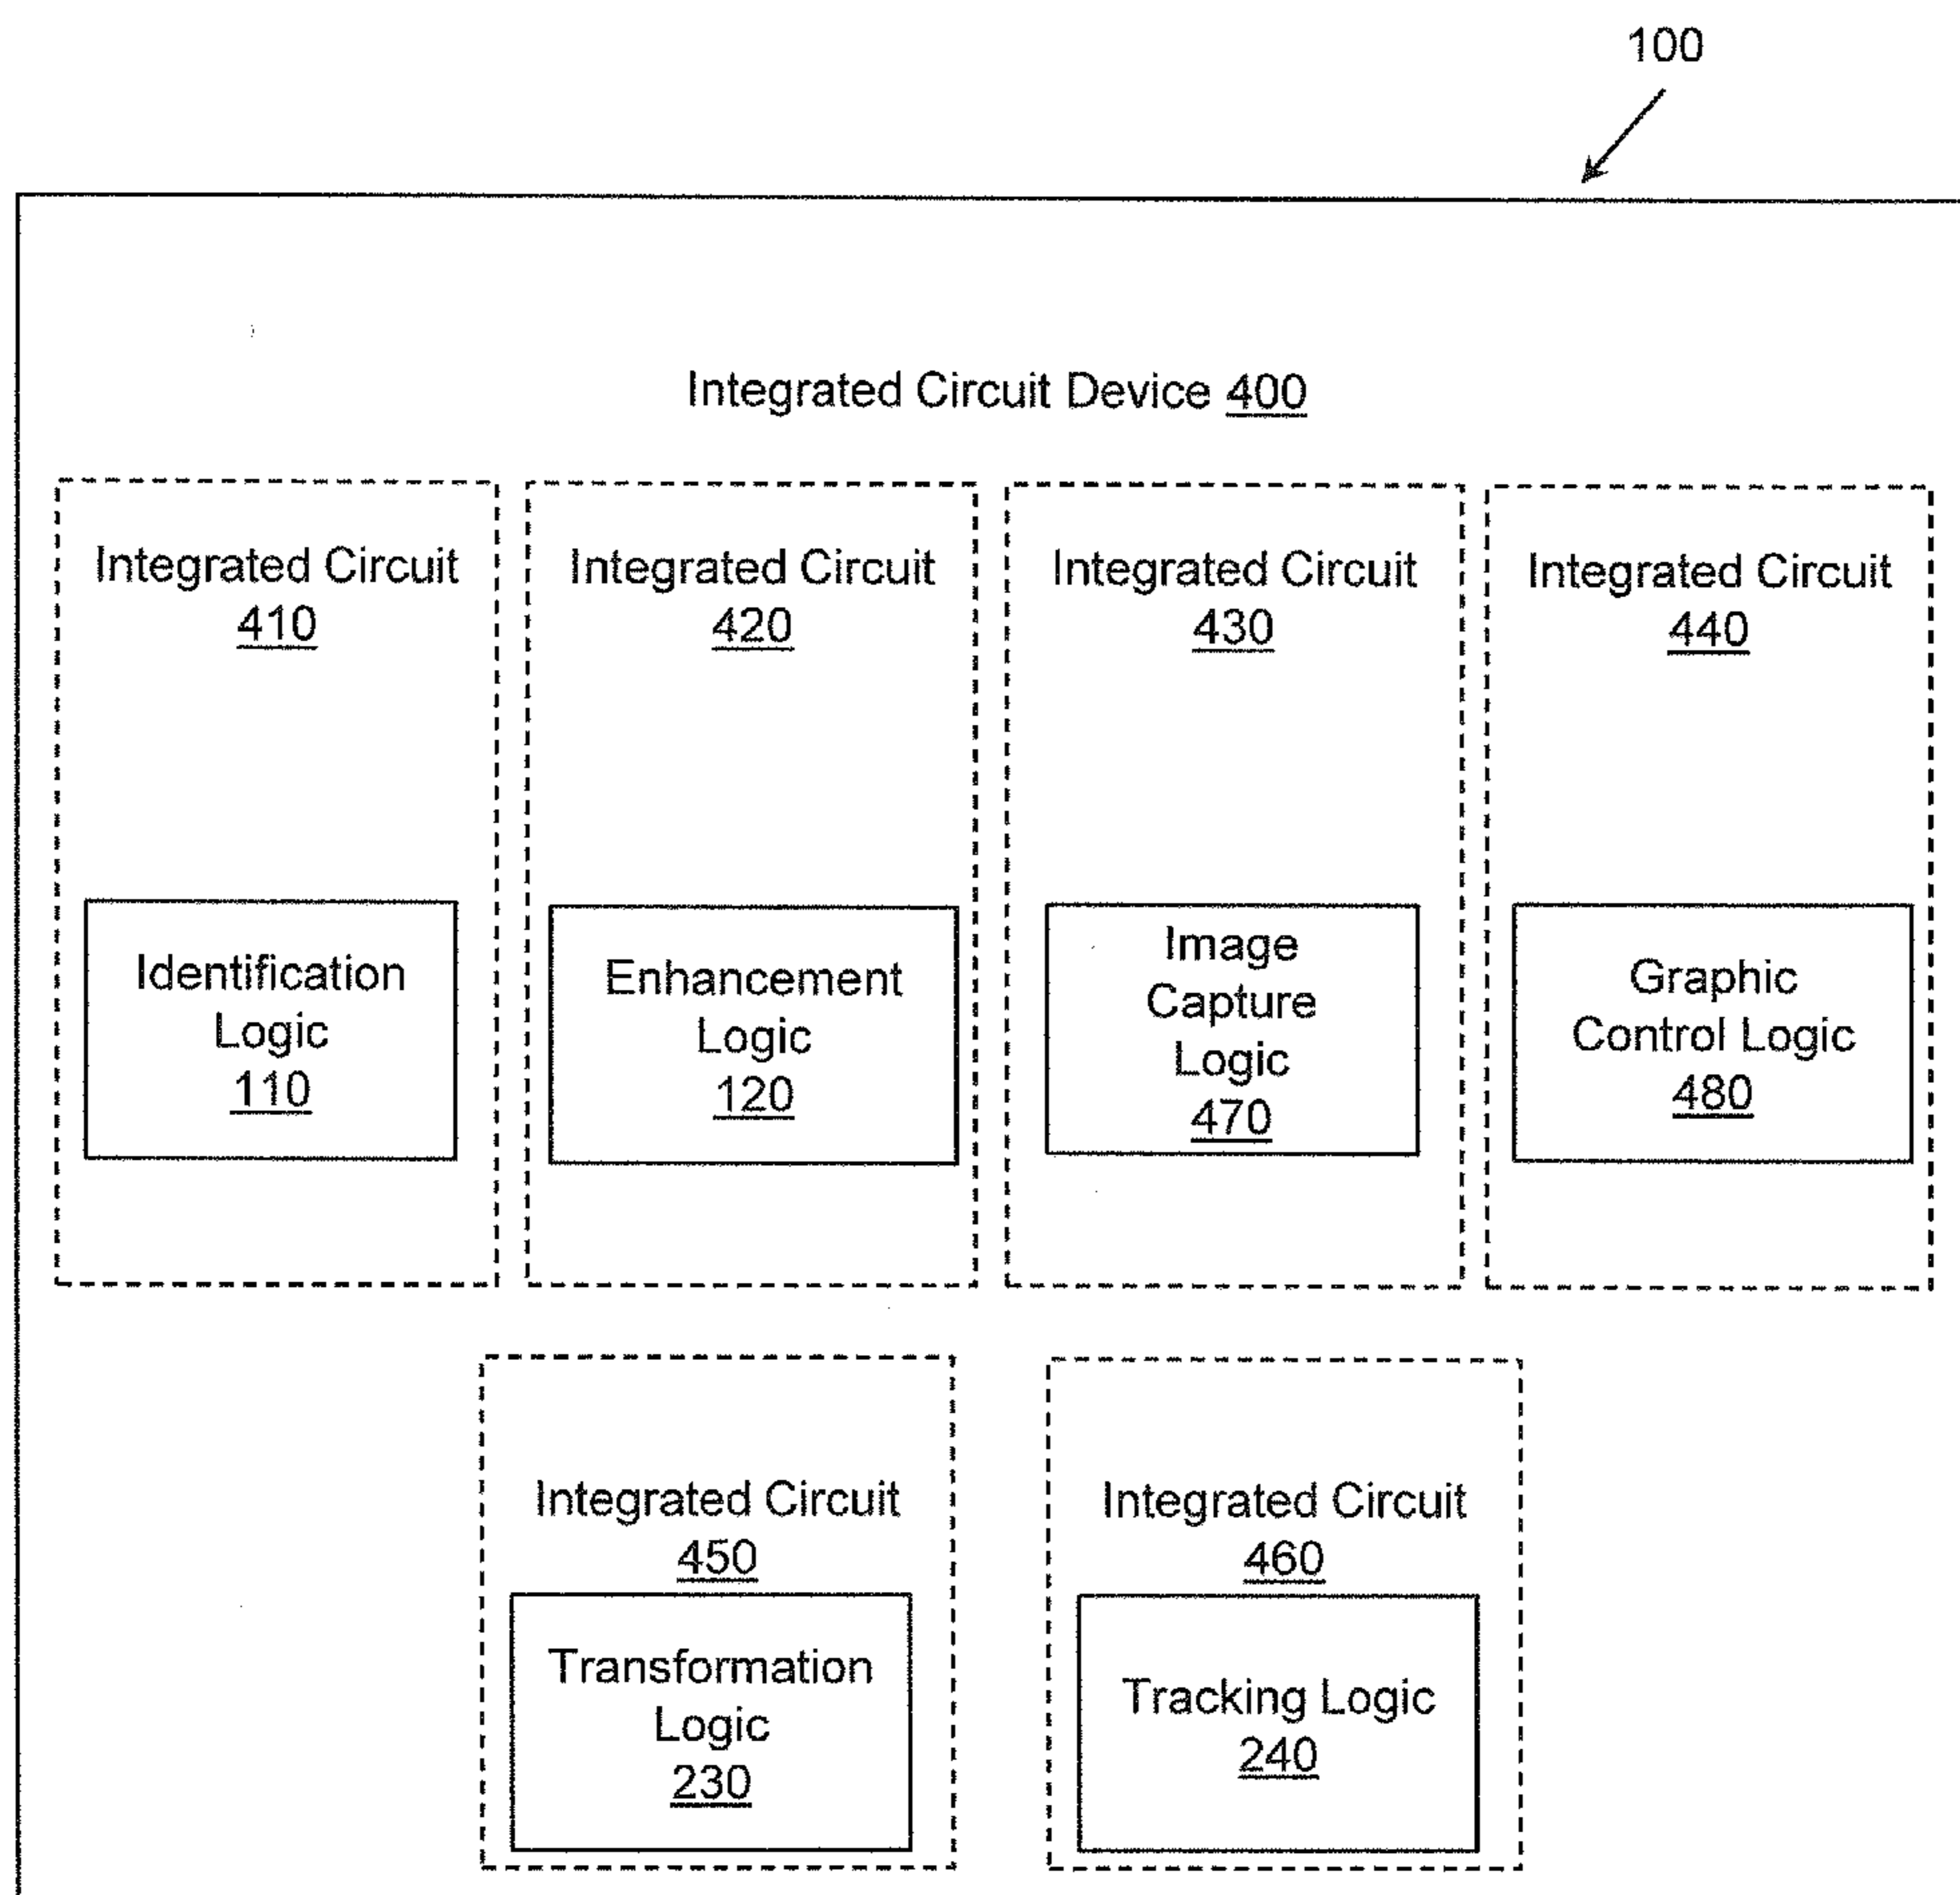 100
Integrated Circuit Device 400
Integrated Circuit
410
Integrated Circuit
420
Integrated Circuit
430
Integrated Circuit
440
Identification
Logic
110
Enhancement
Logic
120
Image
Capture
Logic
470
Graphic
Control Logic
480
Integrated Circuit
450
Integrated Circuit
460
Transformation
Logic
230
Tracking Logic
240